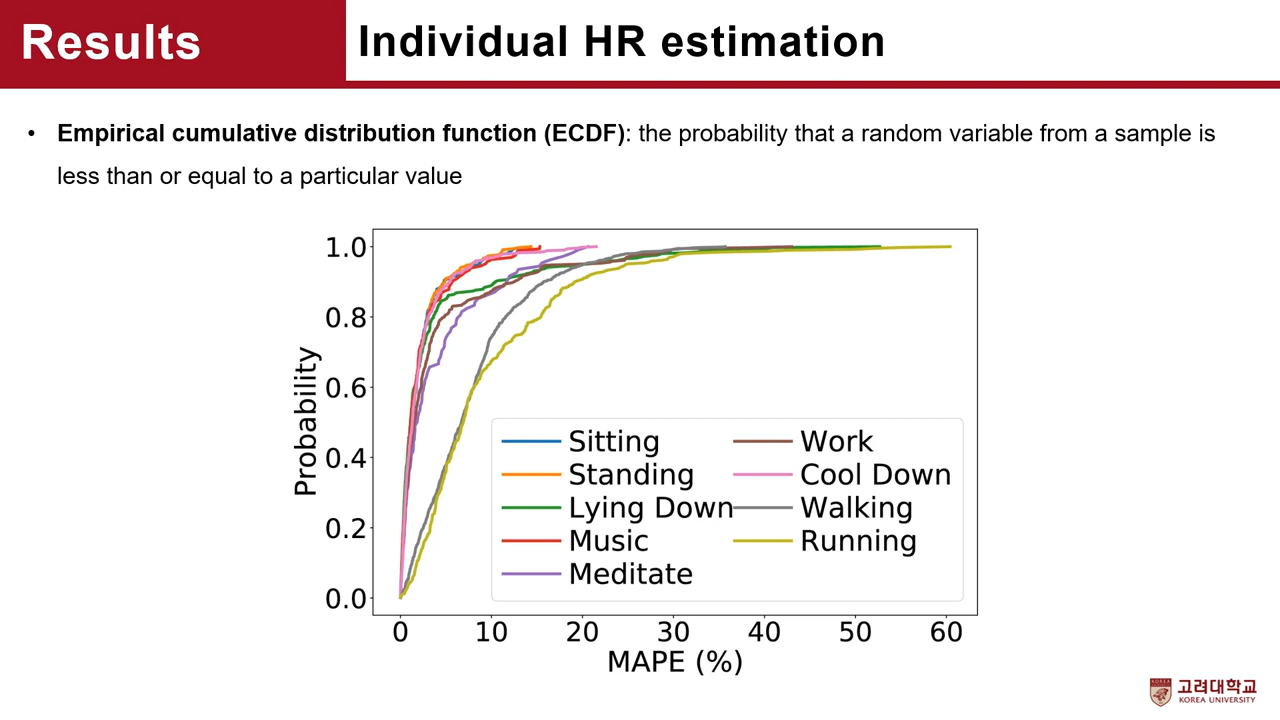 Results
Individual HR estimation
• Empirical cumulative distribution function (ECDF): the probability that a random variable from a sample is
less than or equal to a particular value
1.0
0.8
0.6
0.4
0.2
0.0
Probability
Sitting
Standing
Lying Down
Music
Meditate
Work
Cool Down
Walking
Running
0 10 20 30 40 50 60
MAPE (%)
고려대학교
KOREA UNIVERSITY